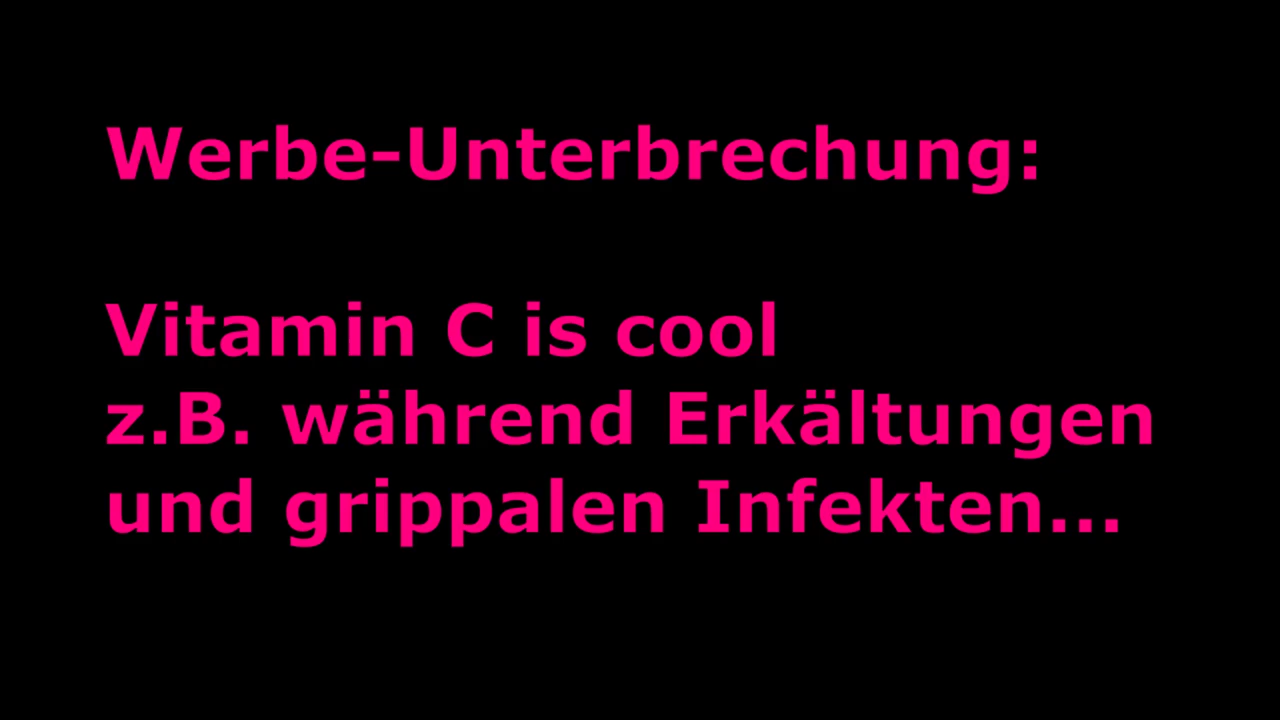 Werbe-Unterbrechung:
Vitamin C is cool
z.B. während Erkältungen
und grippalen Infekten...